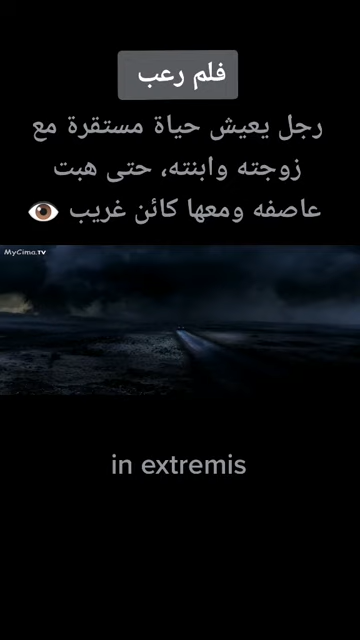 فلم رعب
رجل يعيش حياة مستقرة مع
زوجته وابنته، حتى هبت
عاصفه ومعها كائن غريب 👁️
MyCima.TV
in extremis